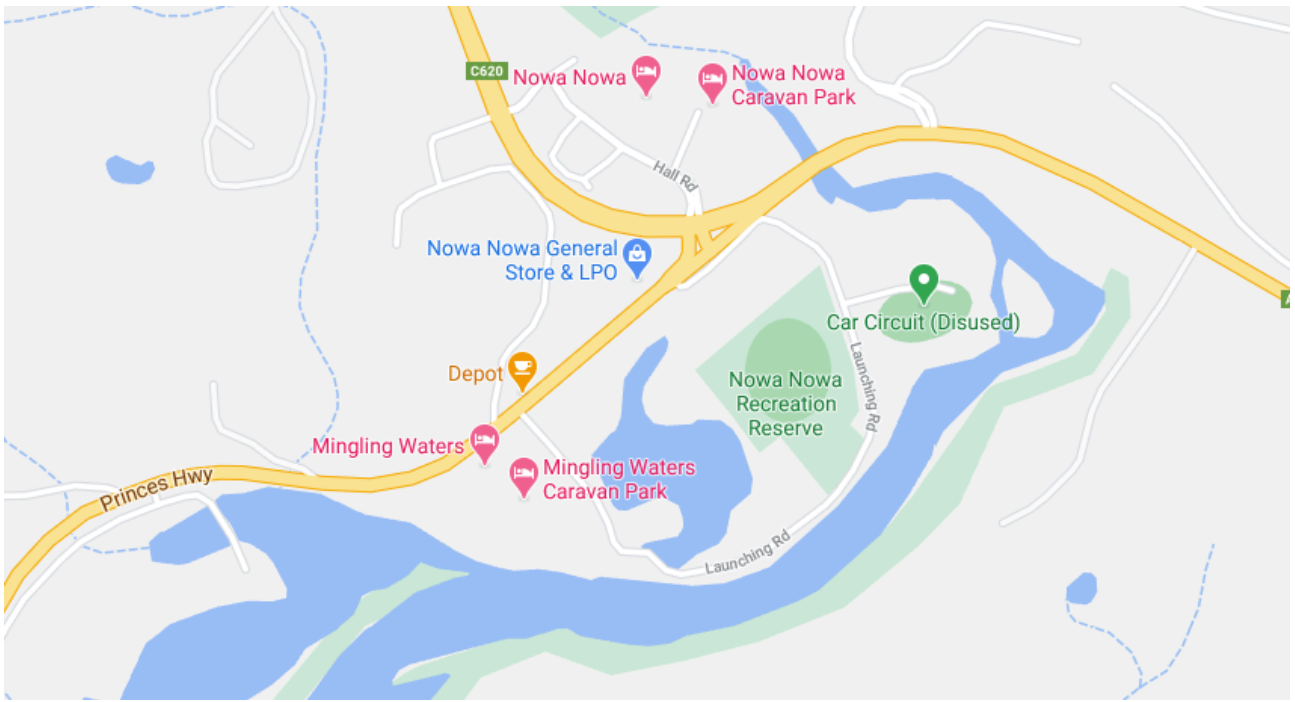 C620
Nowa Nowa
Nowa Nowa
Caravan Park
Hall Rd
Nowa Nowa General
Store & LPO
Car Circuit (Disused)
A
Depot
Launching Rd
Nowa Nowa
Recreation
Reserve
Mingling Waters
Mingling Waters
Caravan Park
Princes Hwy
Launching Rd